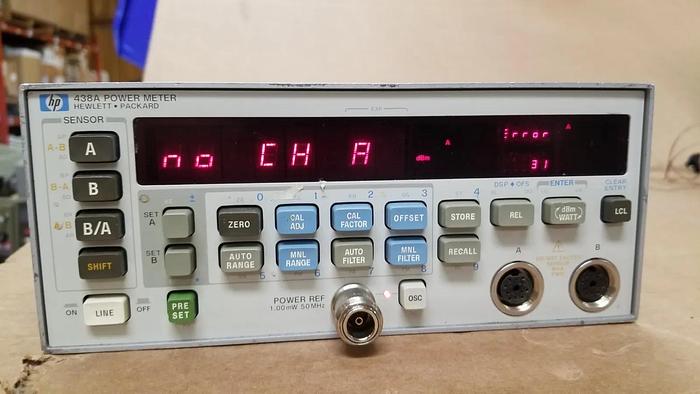 hp 438A POWER METER
HEWLETT • PACKARD
SENSOR
EXP
no CH A
dBm
A
Error
A
31
A-B
A
B-A
B
B/A
SHIFT
LINE
ON
OFF
SET A
SET B
0 1 2 3 4
DSP OFS
ENTER
CLEAR ENTRY
ZERO
CAL ADJ
CAL FACTOR
OFFSET
STORE
REL
dBm WATT
LCL
AUTO RANGE
MNL RANGE
AUTO FILTER
MNL FILTER
RECALL
5 6 7 8 9
PRE SET
POWER REF
1.00mW 50MHz
OSC
A
B